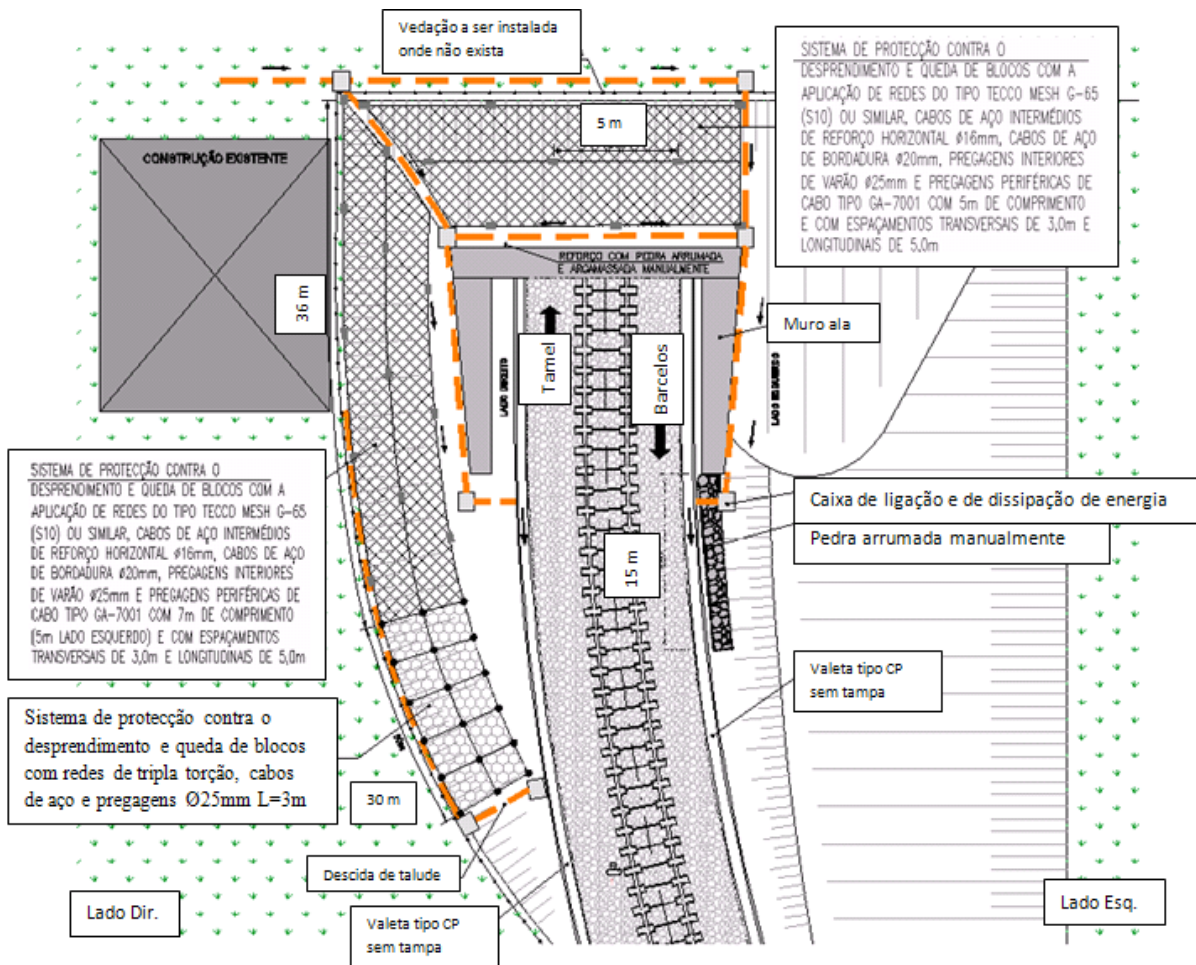 Vedação a ser instalada
onde não exista
SISTEMA DE PROTECÇÃO CONTRA O
DESPRENDIMENTO E QUEDA DE BLOCOS COM A
APLICAÇÃO DE REDES DO TIPO TECCO MESH G-65
(S10) OU SIMILAR, CABOS DE AÇO INTERMÉDIOS
DE REFORÇO HORIZONTAL ø16mm, CABOS DE AÇO
DE BORDADURA ø20mm, PREGAGENS INTERIORES
DE VARÃO ø25mm E PREGAGENS PERIFÉRICAS DE
CABO TIPO GA-7001 COM 5m DE COMPRIMENTO
E COM ESPAÇAMENTOS TRANSVERSAIS DE 3,0m E
LONGITUDINAIS DE 5,0m
5 m
CONSTRUÇÃO EXISTENTE
REFORÇO COM PEDRA ARRUMADA
E ARGAMASSADA MANUALMENTE
36 m
Muro ala
Tamel
Barcelos
LADO DIREITO
LADO ESQUERDO
SISTEMA DE PROTECÇÃO CONTRA O
DESPRENDIMENTO E QUEDA DE BLOCOS COM A
APLICAÇÃO DE REDES DO TIPO TECCO MESH G-65
(S10) OU SIMILAR, CABOS DE AÇO INTERMÉDIOS
DE REFORÇO HORIZONTAL ø16mm, CABOS DE AÇO
DE BORDADURA ø20mm, PREGAGENS INTERIORES
DE VARÃO ø25mm E PREGAGENS PERIFÉRICAS DE
CABO TIPO GA-7001 COM 7m DE COMPRIMENTO
(5m LADO ESQUERDO) E COM ESPAÇAMENTOS
TRANSVERSAIS DE 3,0m E LONGITUDINAIS DE 5,0m
Caixa de ligação e de dissipação de energia
Pedra arrumada manualmente
15 m
Valeta tipo CP
sem tampa
Sistema de protecção contra o
desprendimento e queda de blocos
com redes de tripla torção, cabos
de aço e pregagens Ø25mm L=3m
30 m
Descida de talude
Lado Dir.
Valeta tipo CP
sem tampa
Lado Esq.